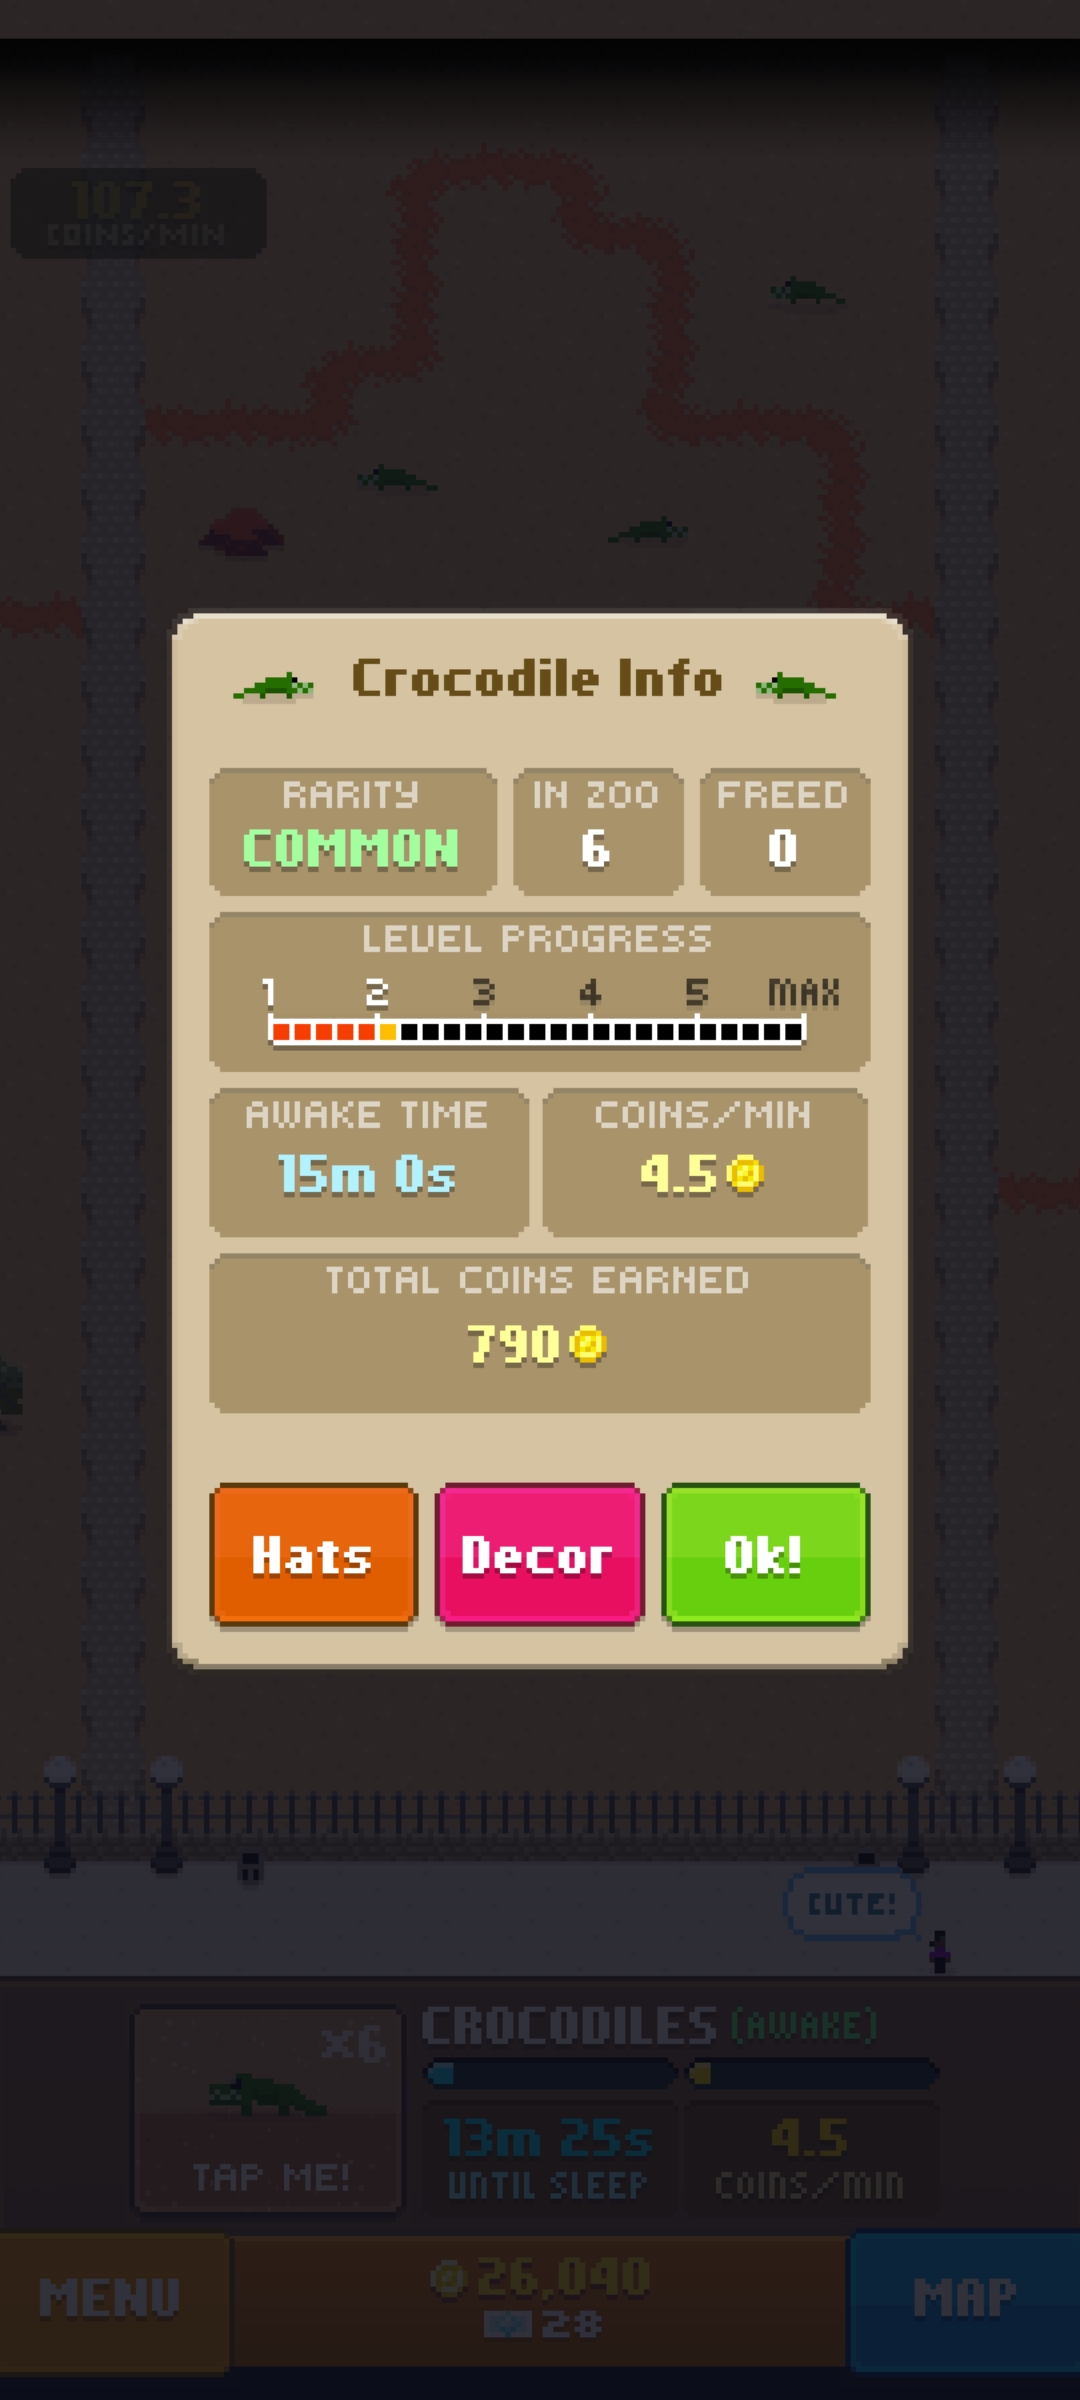 107.3
COINS/MIN
Crocodile Info
RARITY
COMMON
IN ZOO
6
FREED
0
LEVEL PROGRESS
1 2 3 4 5 MAX
AWAKE TIME
15m 0s
COINS/MIN
4.5
TOTAL COINS EARNED
790
Hats
Decor
Ok!
CUTE!
x6
TAP ME!
CROCODILES (AWAKE)
13m 25s
UNTIL SLEEP
4.5
COINS/MIN
MENU
26,040
28
MAP